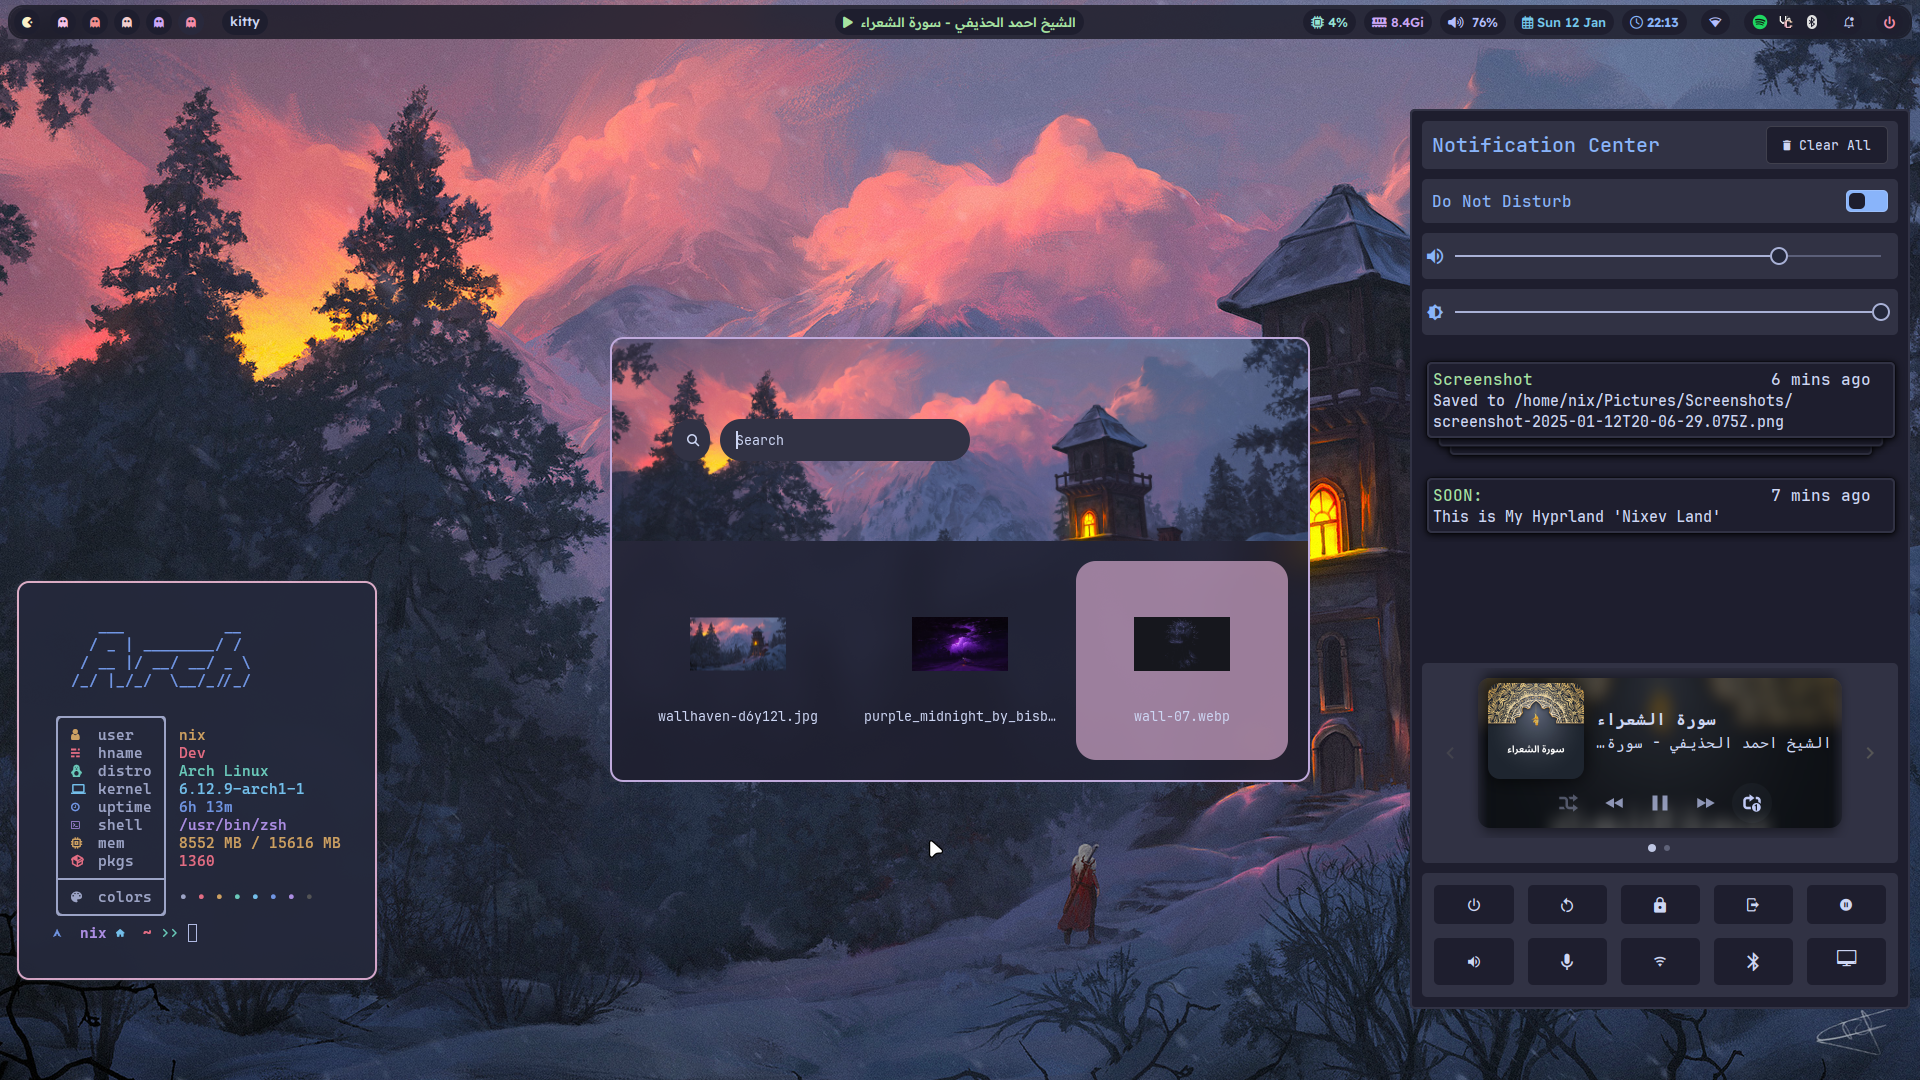 kitty
الشيخ احمد الحذيفي - سورة الشعراء
4%
8.4Gi
76%
Sun 12 Jan
22:13
Notification Center
Clear All
Do Not Disturb
Screenshot
6 mins ago
Saved to /home/nix/Pictures/Screenshots/
screenshot-2025-01-12T20-06-29.075Z.png
SOON:
7 mins ago
This is My Hyprland 'Nixev Land'
سورة الشعراء
سورة الشعراء
الشيخ احمد الحذيفي - سورة…
Search
wallhaven-d6y12l.jpg
purple_midnight_by_bisb…
wall-07.webp
user nix
hname Dev
distro Arch Linux
kernel 6.12.9-arch1-1
uptime 6h 13m
shell /usr/bin/zsh
mem 8552 MB / 15616 MB
pkgs 1360
colors
nix ~ >>